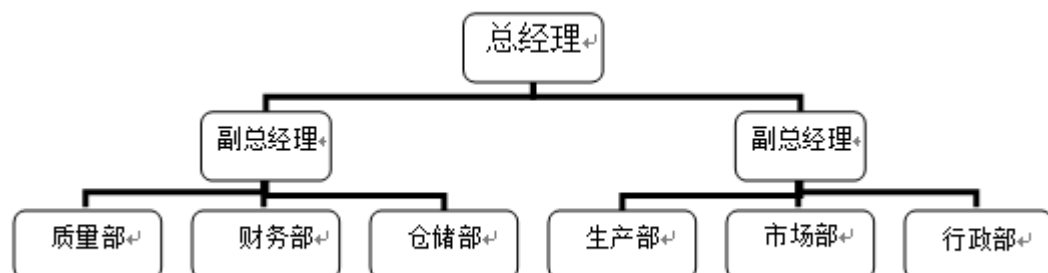 总经理
副总经理
副总经理
质量部
财务部
仓储部
生产部
市场部
行政部